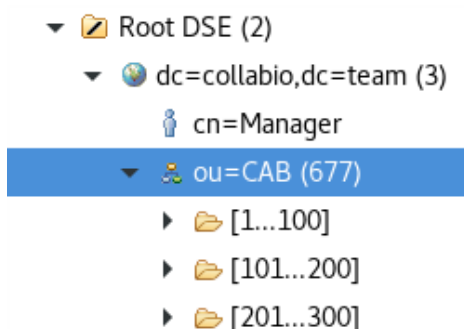 Root DSE (2)
dc=collabio,dc=team (3)
cn=Manager
ou=CAB (677)
[1...100]
[101...200]
[201...300]